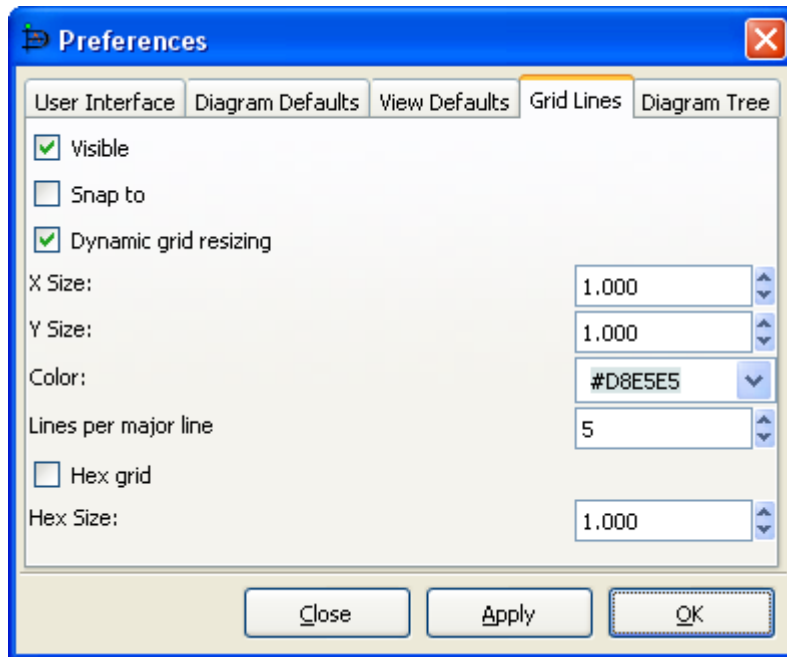 Preferences
User Interface Diagram Defaults View Defaults Grid Lines Diagram Tree
Visible
Snap to
Dynamic grid resizing
X Size: 1.000
Y Size: 1.000
Color: #D8E5E5
Lines per major line 5
Hex grid
Hex Size: 1.000
Close Apply OK